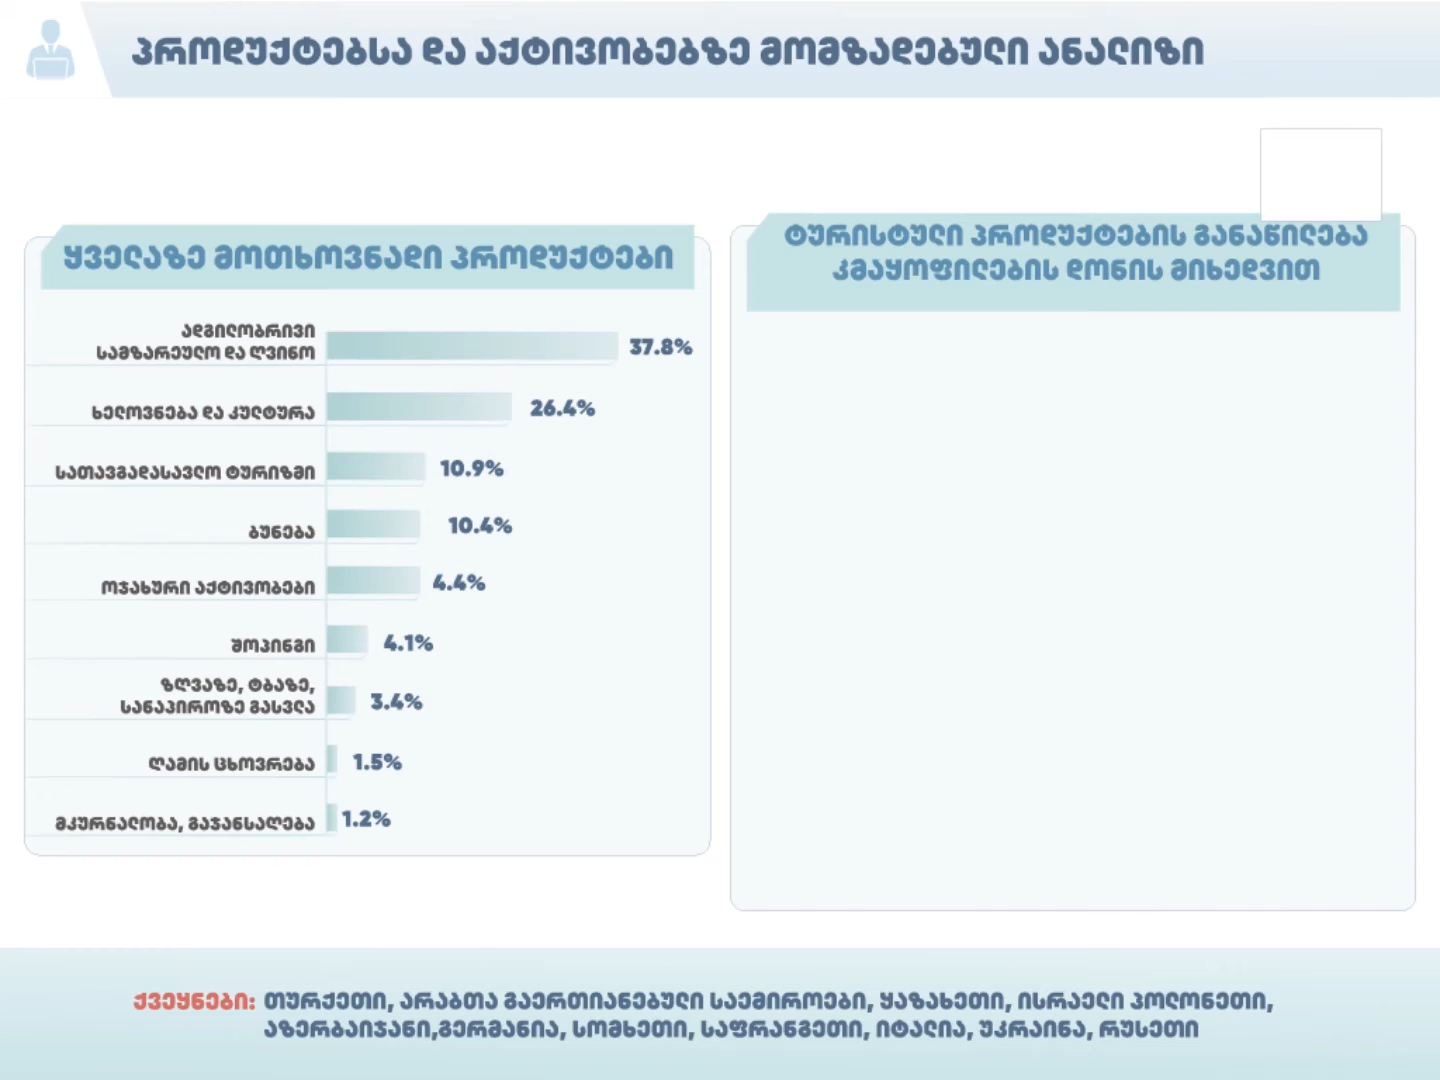 პროდუქტებსა და აქტივობებზე მომზადებული ანალიზი
ყველაზე მოთხოვნადი პროდუქტები
ადგილობრივი
სამზარეულო და ღვინო
37.8%
ხელოვნება და კულტურა
26.4%
სათავგადასავლო ტურიზმი
10.9%
ბუნება
10.4%
ოჯახური აქტივობები
4.4%
შოპინგი
4.1%
ზღვაზე, ტბაზე,
სანაპიროზე გასვლა
3.4%
ღამის ცხოვრება
1.5%
მკურნალობა, გაჯანსაღება
1.2%
ტურისტული პროდუქტების განაწილება
კმაყოფილების დონის მიხედვით
ქვეყნები: თურქეთი, არაბთა გაერთიანებული საემიროები, ყაზახეთი, ისრაელი პოლონეთი,
აზერბაიჯანი,გერმანია, სომხეთი, საფრანგეთი, იტალია, უკრაინა, რუსეთი